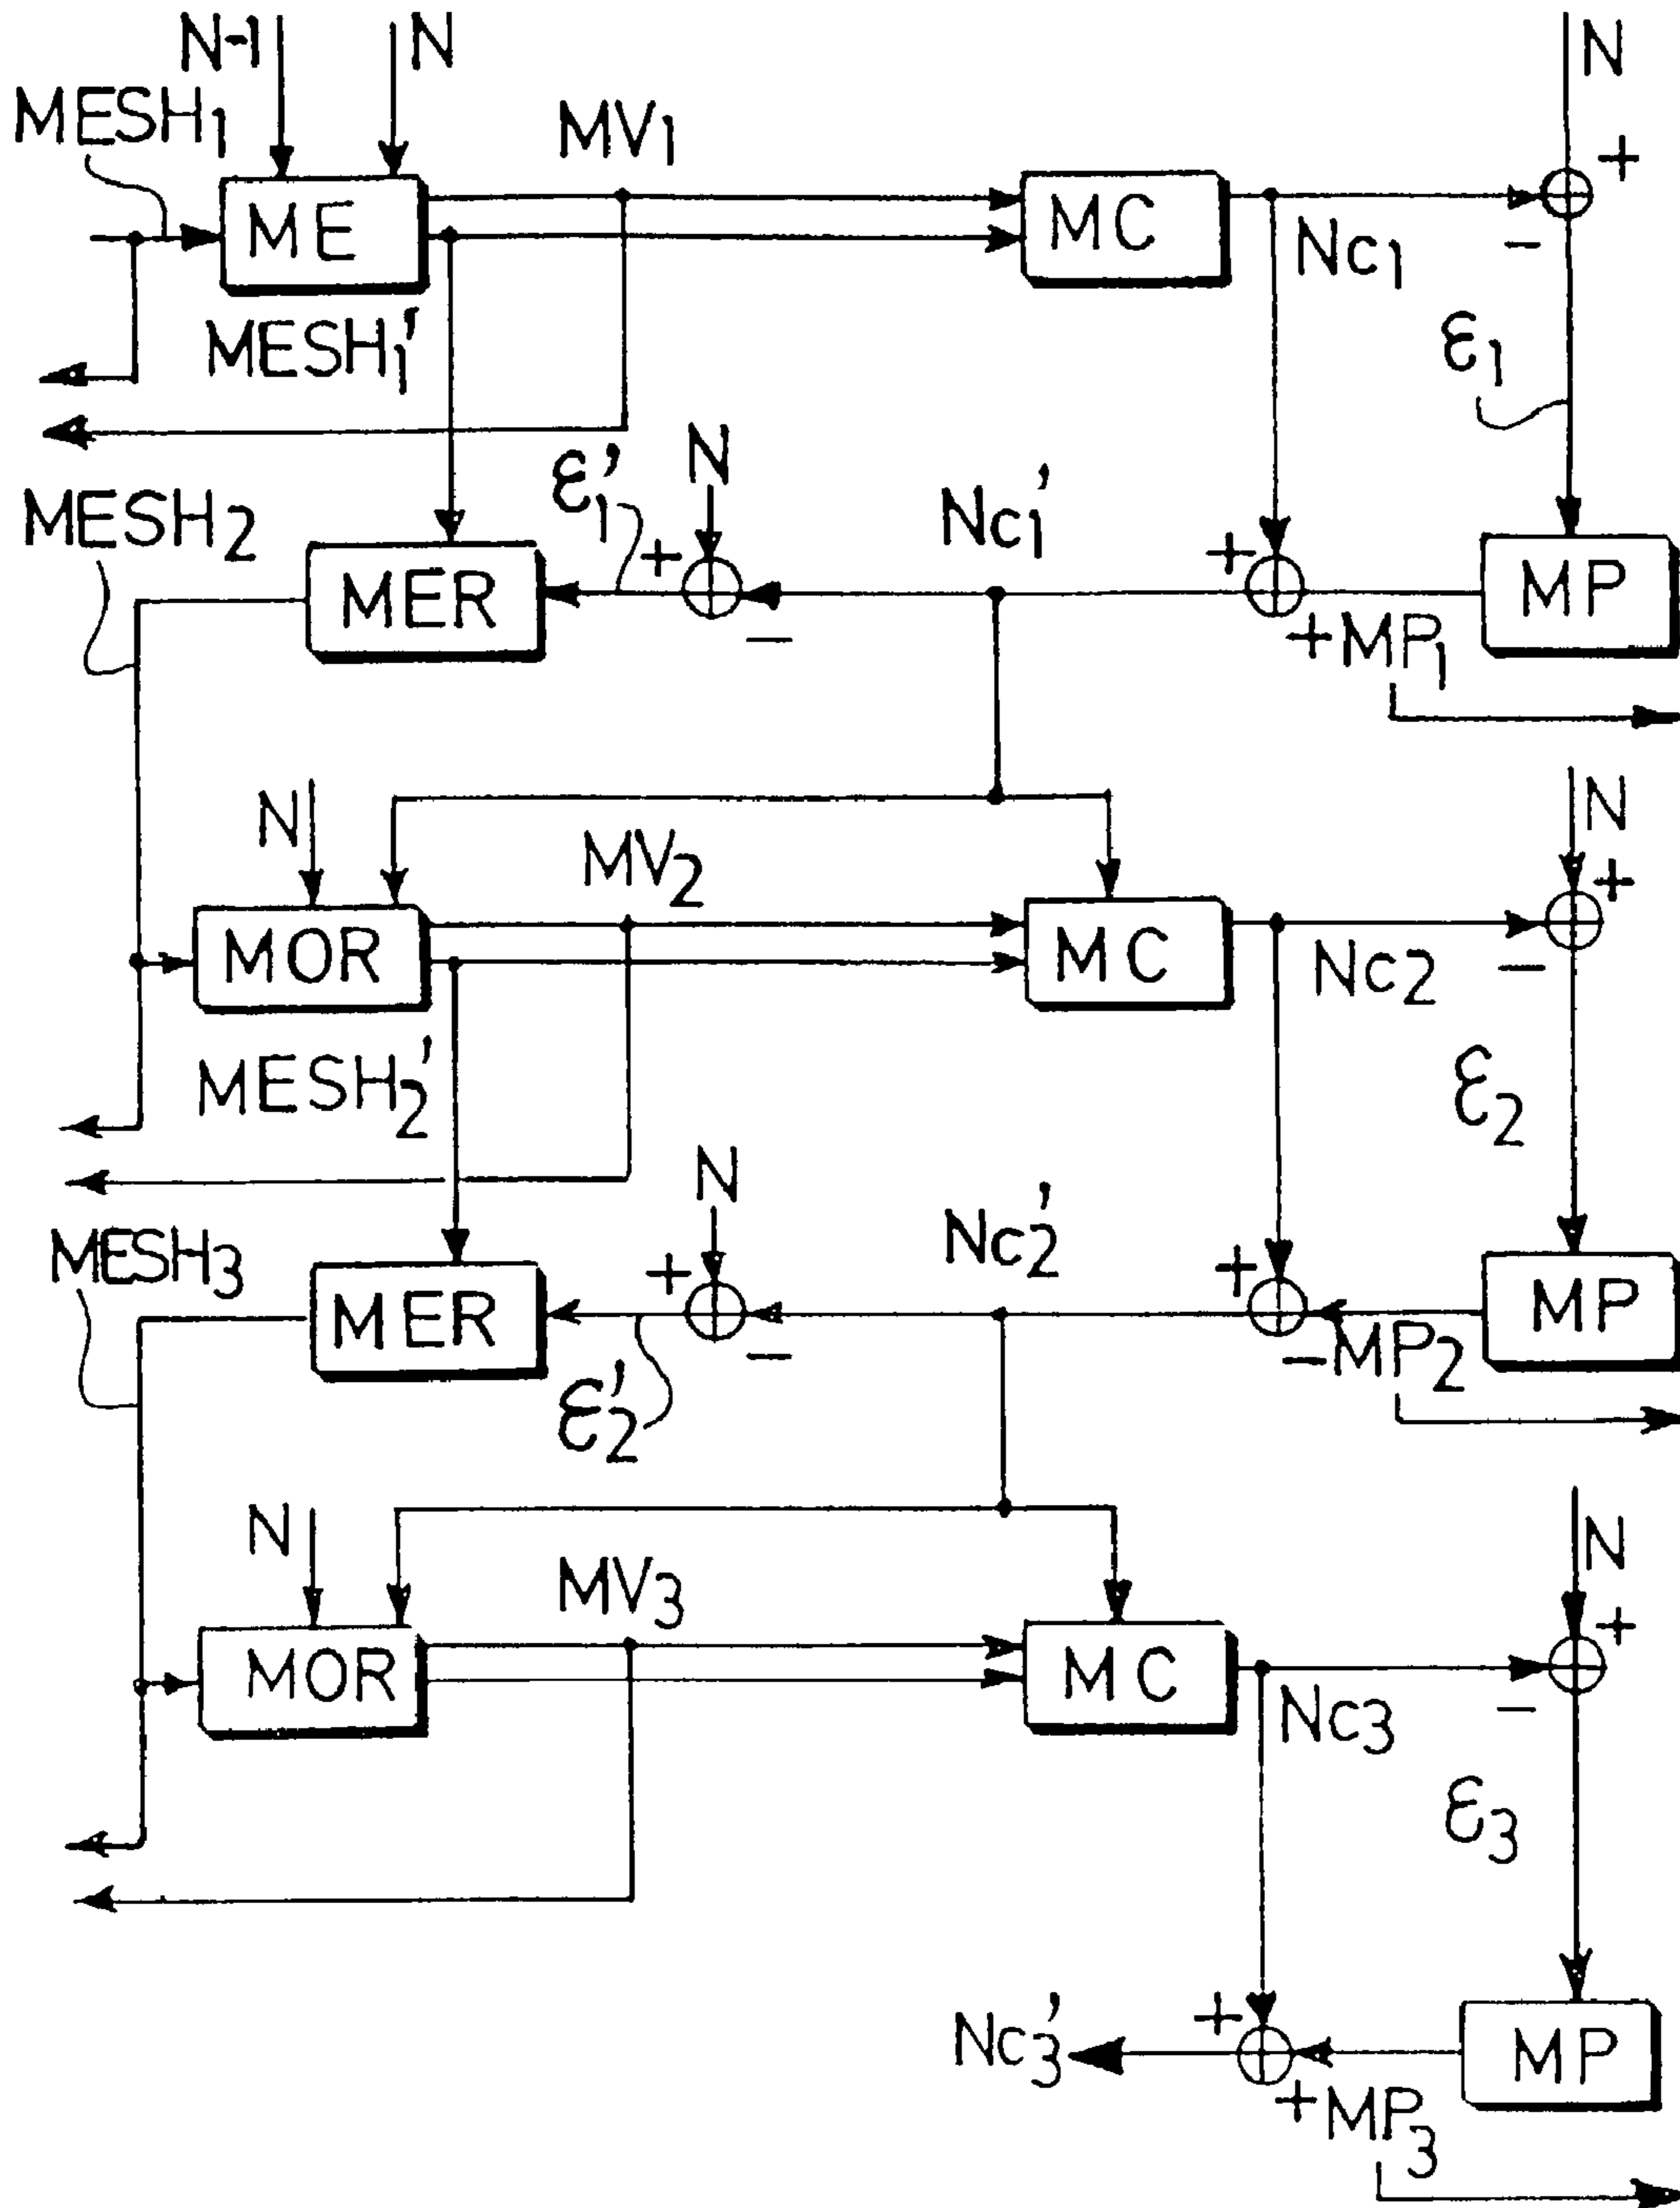 N-1 N N
MESH₁ MV₁ +
ME MC
Nc₁ -
MESH₁' ε₁
N
MESH₂ ε₁' Nc₁'
+ +
MER MP
- +MP₁
N N
MV₂ +
MOR MC
Nc₂ -
MESH₂' ε₂
N
MESH₃ Nc₂'
+ +
MER MP
- -MP₂
ε₂'
N N
MV₃ +
MOR MC
Nc₃ -
ε₃
Nc₃' + MP
+MP₃